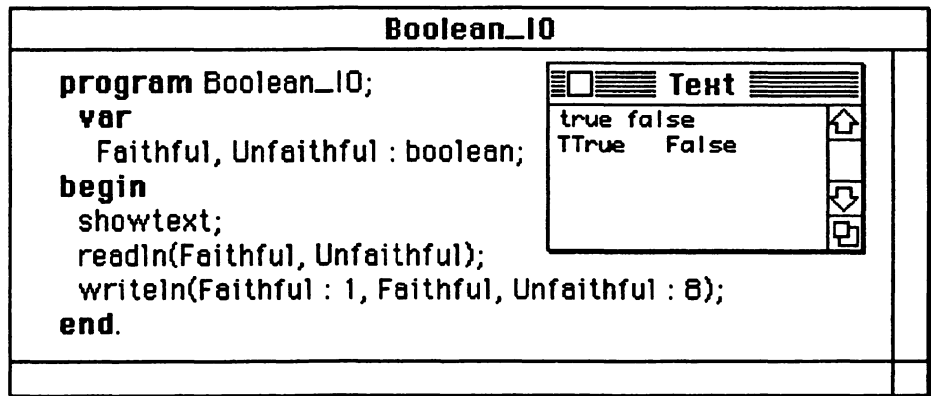 Boolean_IO
program Boolean_IO;
var
Faithful, Unfaithful : boolean;
begin
showtext;
readln(Faithful, Unfaithful);
writeln(Faithful : 1, Faithful, Unfaithful : 8);
end.
Text
true false
TTrue   False